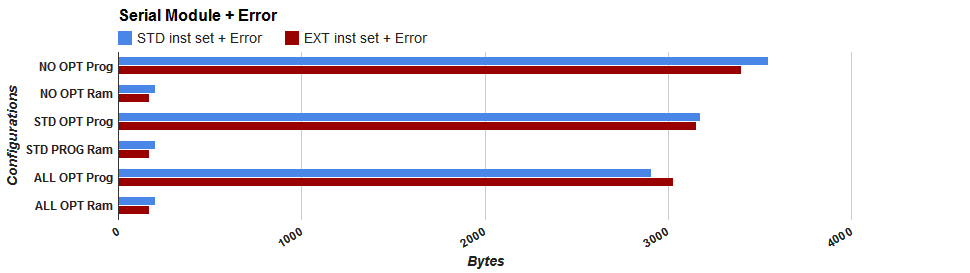 Serial Module + Error
STD inst set + Error
EXT inst set + Error
Configurations
NO OPT Prog
NO OPT Ram
STD OPT Prog
STD PROG Ram
ALL OPT Prog
ALL OPT Ram
0 1000 2000 3000 4000
Bytes